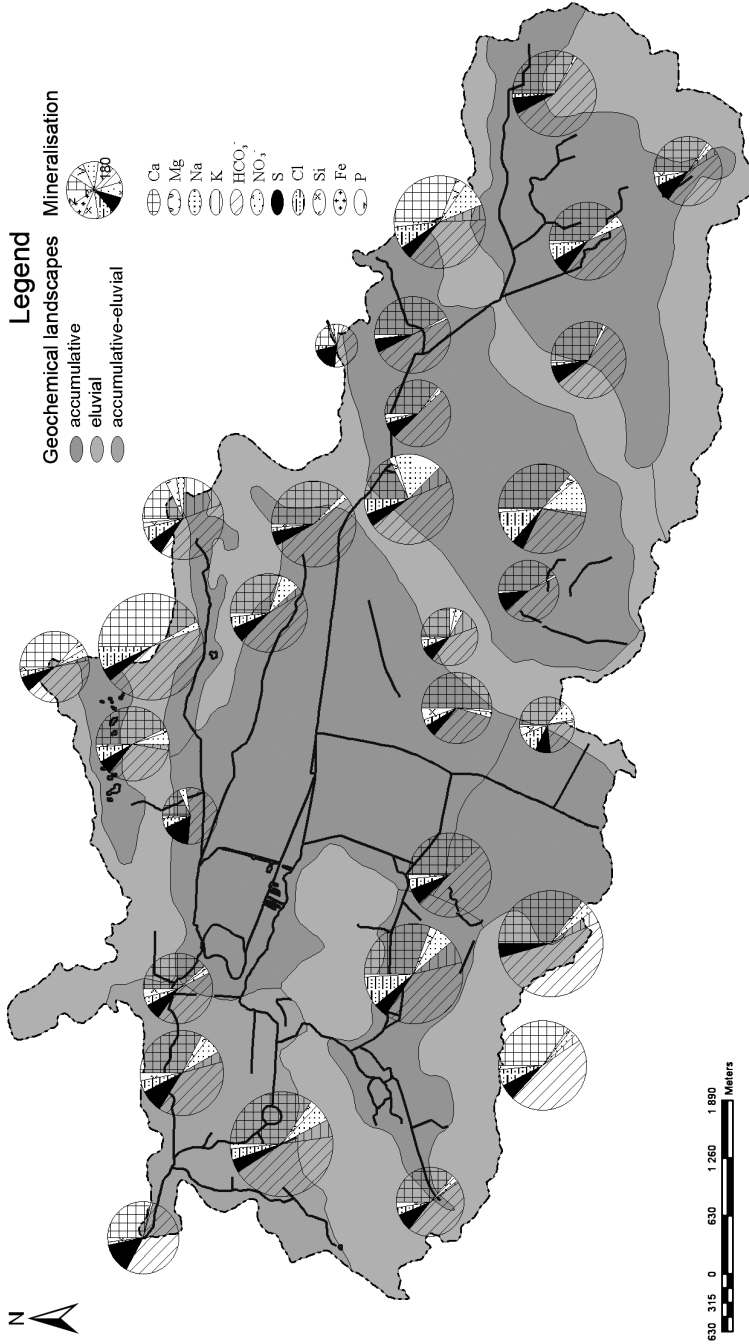 Legend
Geochemical landscapes
accumulative
eluvial
accumulative-eluvial
Mineralisation
180
Ca
Mg
Na
K
HCO₃⁻
NO₃⁻
S
Cl
Si
Fe
P
N
630 315 0 630 1 260 1 890
Meters